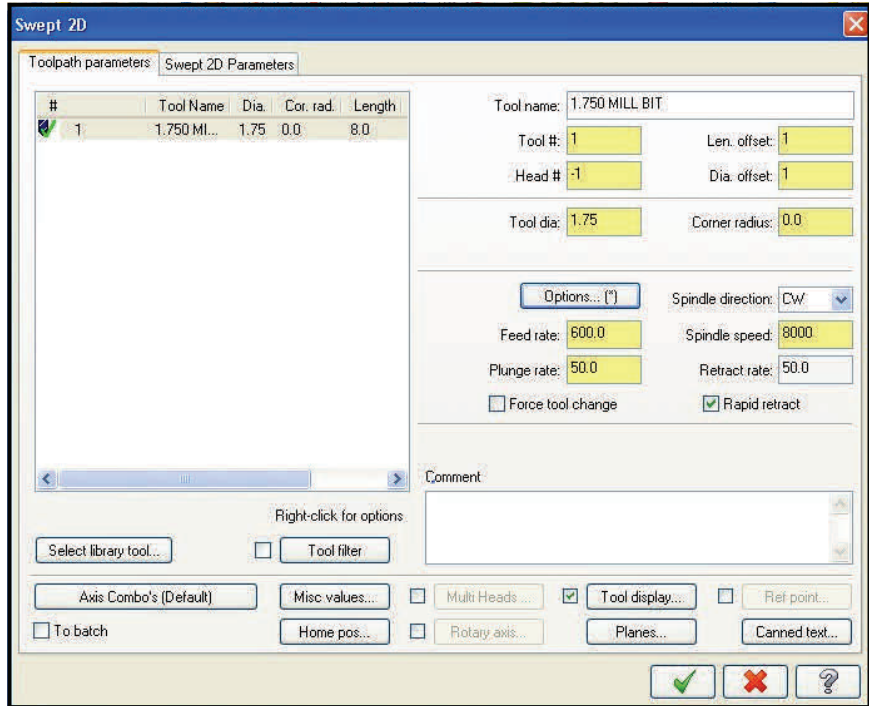 Swept 2D
Toolpath parameters Swept 2D Parameters
# Tool Name Dia. Cor. rad. Length
1 1.750 MI... 1.75 0.0 8.0
Tool name: 1.750 MILL BIT
Tool #: 1 Len. offset: 1
Head # -1 Dia. offset: 1
Tool dia: 1.75 Corner radius: 0.0
Options... (*) Spindle direction: CW
Feed rate: 600.0 Spindle speed: 8000
Plunge rate: 50.0 Retract rate: 50.0
Force tool change Rapid retract
Comment
Right-click for options
Select library tool... Tool filter
Axis Combo's (Default) Misc values... Multi Heads ... Tool display... Ref point...
To batch Home pos... Rotary axis... Planes... Canned text...